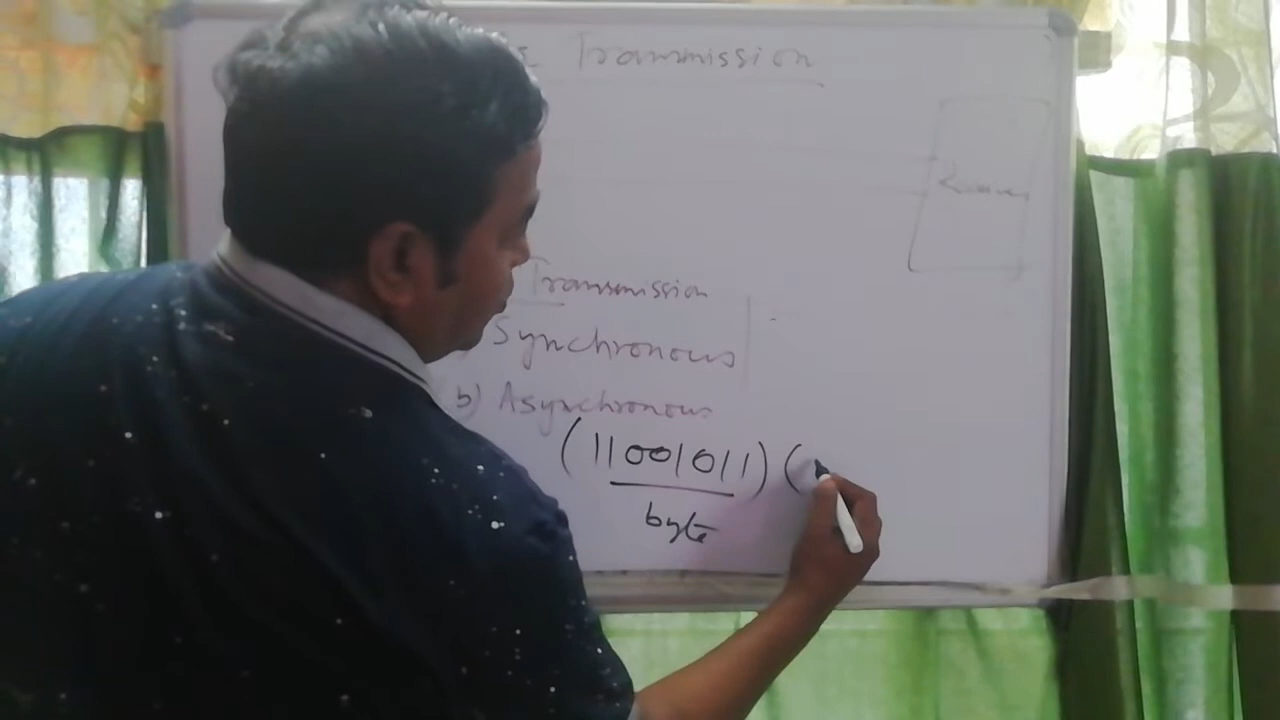 Transmission
Transmission
Synchronous
b) Asynchronous
(11001011) (
byte